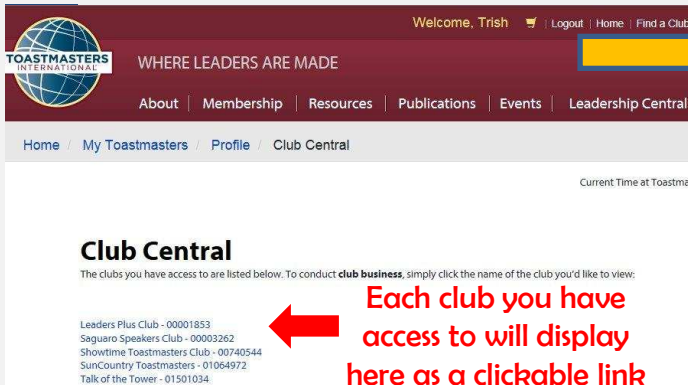 Welcome, Trish | Logout | Home | Find a Club
TOASTMASTERS
INTERNATIONAL
WHERE LEADERS ARE MADE
About | Membership | Resources | Publications | Events | Leadership Central
Home / My Toastmasters / Profile / Club Central
Current Time at Toastma
Club Central
The clubs you have access to are listed below. To conduct club business, simply click the name of the club you'd like to view:
Leaders Plus Club - 00001853
Saguaro Speakers Club - 00003262
Showtime Toastmasters Club - 00740544
SunCountry Toastmasters - 01064972
Talk of the Tower - 01501034
Each club you have
access to will display
here as a clickable link